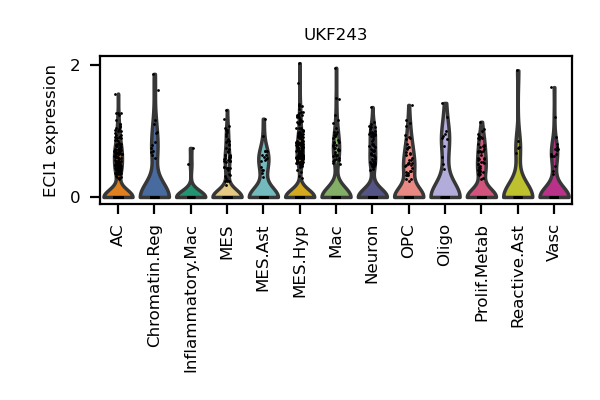 UKF243
ECI1 expression
2
0
AC
Chromatin.Reg
Inflammatory.Mac
MES
MES.Ast
MES.Hyp
Mac
Neuron
OPC
Oligo
Prolif.Metab
Reactive.Ast
Vasc